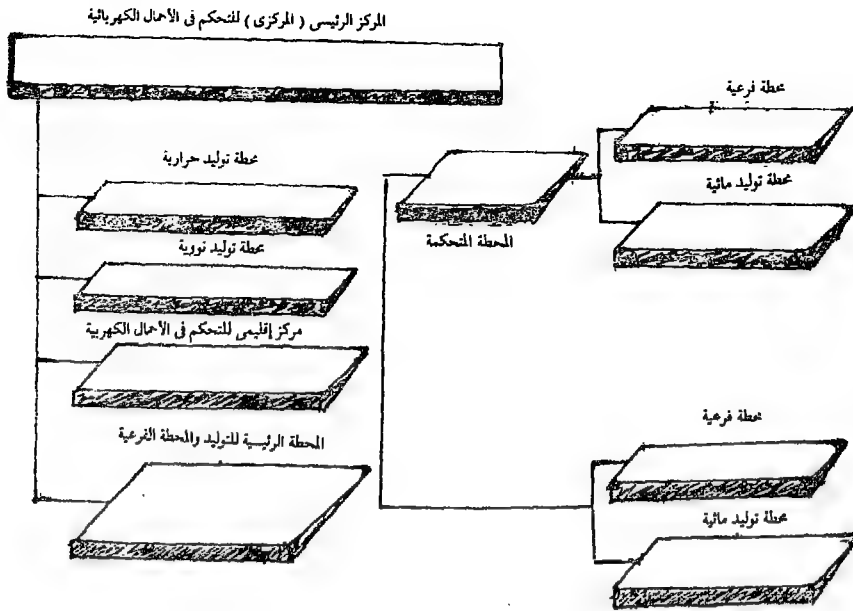 المركز الرئيسى ( المركزى ) للتحكم فى الأحمال الكهربائية
محطة توليد حرارية
محطة توليد نووية
مركز إقليمى للتحكم فى الأحمال الكهربية
المحطة الرئيسية للتوليد والمحطة الفرعية
المحطة المتحكمة
محطة فرعية
محطة توليد مائية
محطة فرعية
محطة توليد مائية